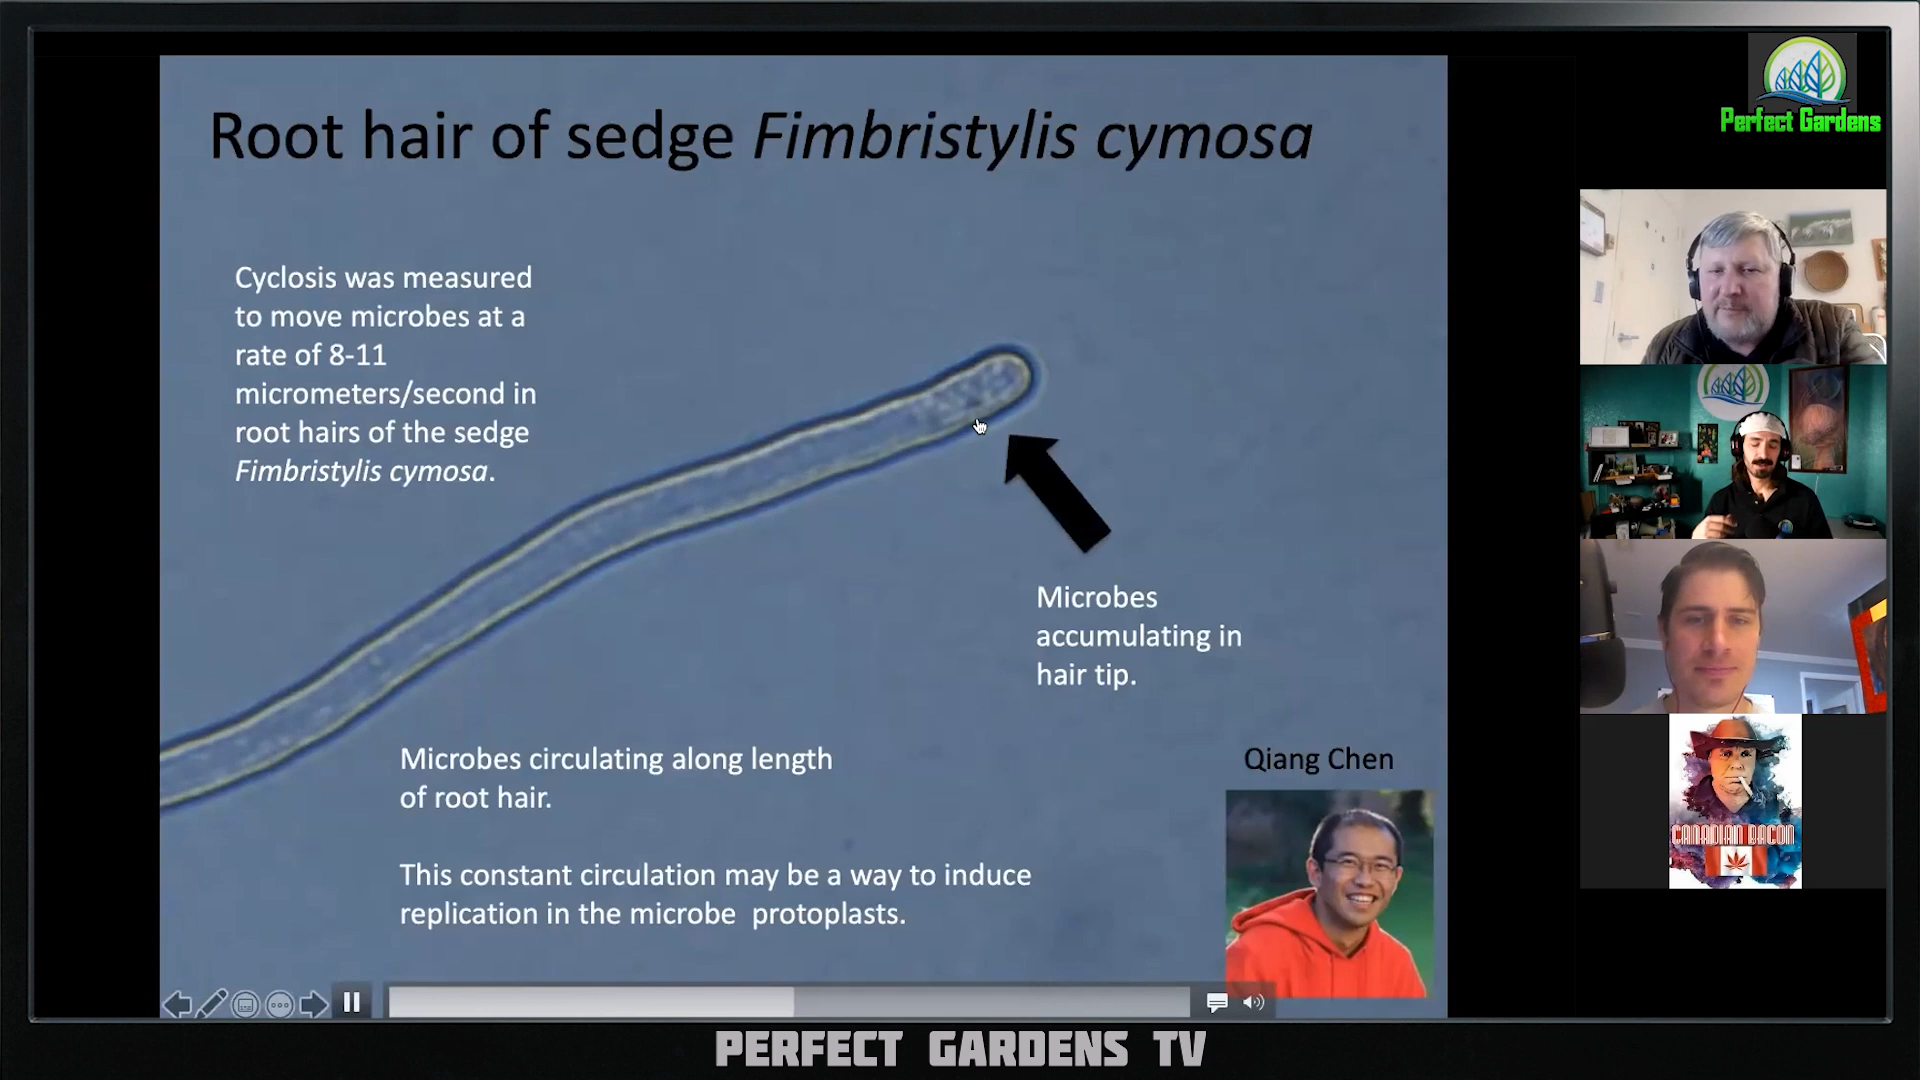 Root hair of sedge Fimbristylis cymosa
Cyclosis was measured
to move microbes at a
rate of 8-11
micrometers/second in
root hairs of the sedge
Fimbristylis cymosa.
Microbes
accumulating in
hair tip.
Microbes circulating along length
of root hair.
This constant circulation may be a way to induce
replication in the microbe protoplasts.
Qiang Chen
Perfect Gardens
CANADIAN BACON
PERFECT GARDENS TV